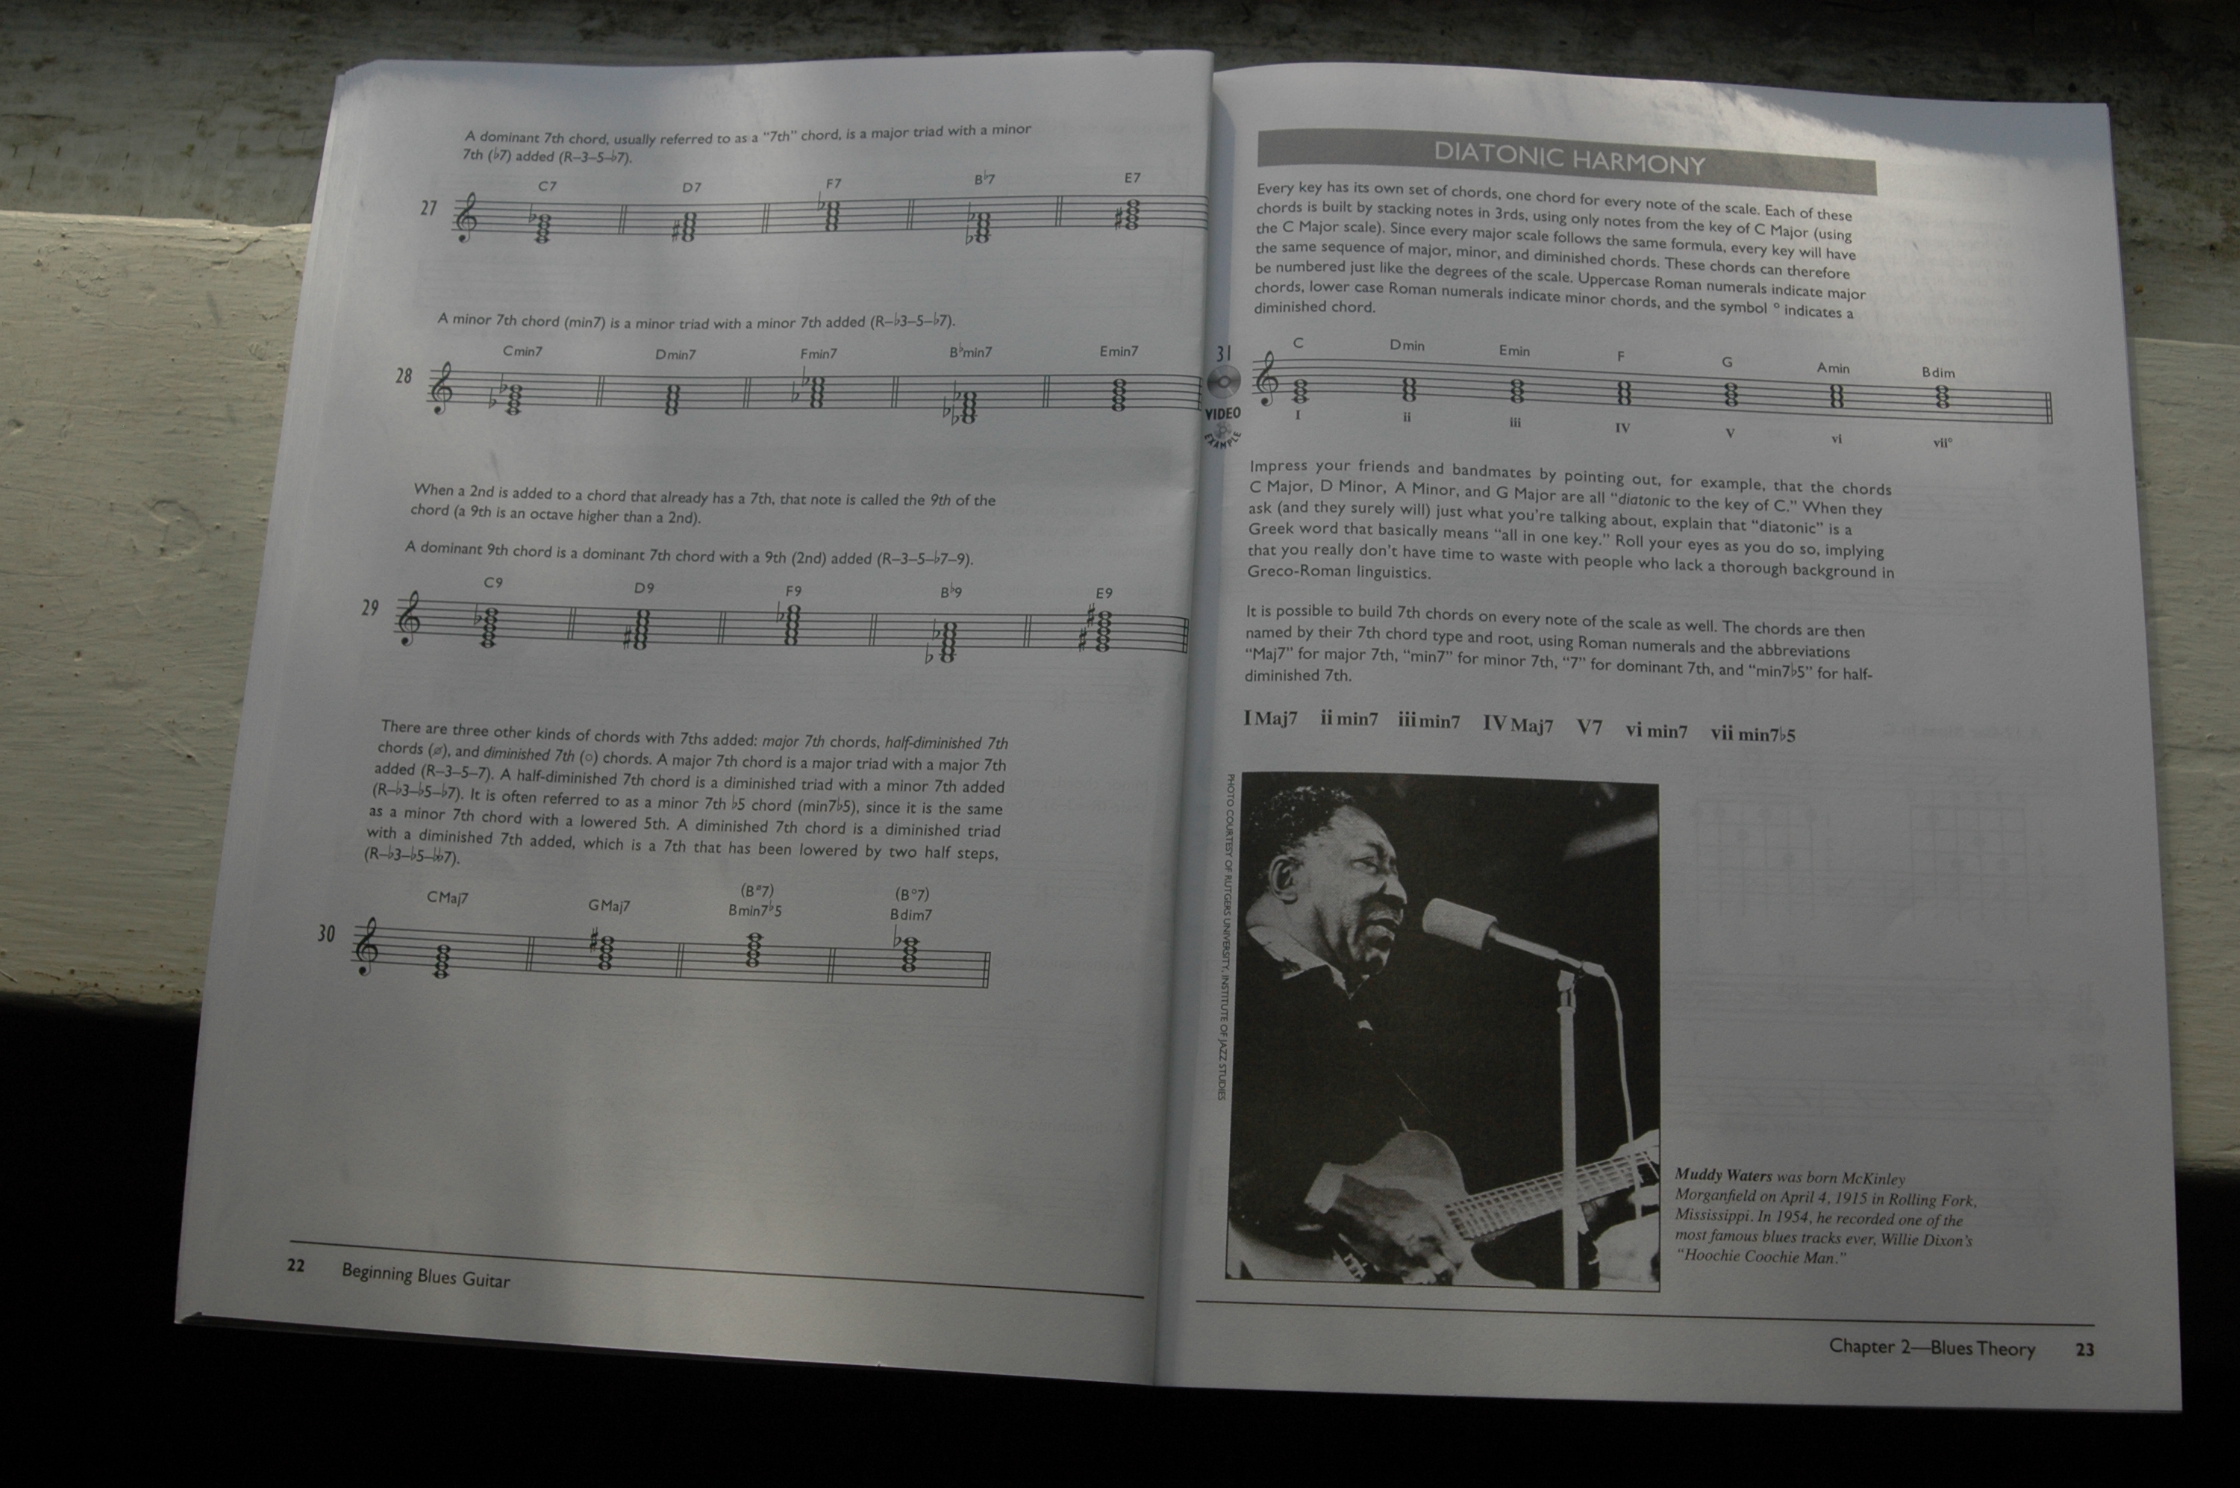 A dominant 7th chord, usually referred to as a “7th” chord, is a major triad with a minor
7th (♭7) added (R–3–5–♭7).
C7 D7 F7 B♭7 E7
27
A minor 7th chord (min7) is a minor triad with a minor 7th added (R–♭3–5–♭7).
Cmin7 Dmin7 Fmin7 B♭min7 Emin7
28
When a 2nd is added to a chord that already has a 7th, that note is called the 9th of the
chord (a 9th is an octave higher than a 2nd).
A dominant 9th chord is a dominant 7th chord with a 9th (2nd) added (R–3–5–♭7–9).
C9 D9 F9 B♭9 E9
29
There are three other kinds of chords with 7ths added: major 7th chords, half-diminished 7th
chords (ø), and diminished 7th (○) chords. A major 7th chord is a major triad with a major 7th
added (R–3–5–7). A half-diminished 7th chord is a diminished triad with a minor 7th added
(R–♭3–♭5–♭7). It is often referred to as a minor 7th ♭5 chord (min7♭5), since it is the same
as a minor 7th chord with a lowered 5th. A diminished 7th chord is a diminished triad
with a diminished 7th added, which is a 7th that has been lowered by two half steps,
(R–♭3–♭5–♭♭7).
(Bø7) (B°7)
CMaj7 GMaj7 Bmin7♭5 Bdim7
30
22 Beginning Blues Guitar
DIATONIC HARMONY
Every key has its own set of chords, one chord for every note of the scale. Each of these
chords is built by stacking notes in 3rds, using only notes from the key of C Major (using
the C Major scale). Since every major scale follows the same formula, every key will have
the same sequence of major, minor, and diminished chords. These chords can therefore
be numbered just like the degrees of the scale. Uppercase Roman numerals indicate major
chords, lower case Roman numerals indicate minor chords, and the symbol ° indicates a
diminished chord.
31
C Dmin Emin F G Amin Bdim
VIDEO
EXAMPLE
I ii iii IV V vi vii°
Impress your friends and bandmates by pointing out, for example, that the chords
C Major, D Minor, A Minor, and G Major are all “diatonic to the key of C.” When they
ask (and they surely will) just what you’re talking about, explain that “diatonic” is a
Greek word that basically means “all in one key.” Roll your eyes as you do so, implying
that you really don’t have time to waste with people who lack a thorough background in
Greco-Roman linguistics.
It is possible to build 7th chords on every note of the scale as well. The chords are then
named by their 7th chord type and root, using Roman numerals and the abbreviations
“Maj7” for major 7th, “min7” for minor 7th, “7” for dominant 7th, and “min7♭5” for half-
diminished 7th.
I Maj7 ii min7 iii min7 IV Maj7 V7 vi min7 vii min7♭5
PHOTO COURTESY OF RUTGERS UNIVERSITY, INSTITUTE OF JAZZ STUDIES
Muddy Waters was born McKinley
Morganfield on April 4, 1915 in Rolling Fork,
Mississippi. In 1954, he recorded one of the
most famous blues tracks ever, Willie Dixon’s
“Hoochie Coochie Man.”
Chapter 2—Blues Theory 23